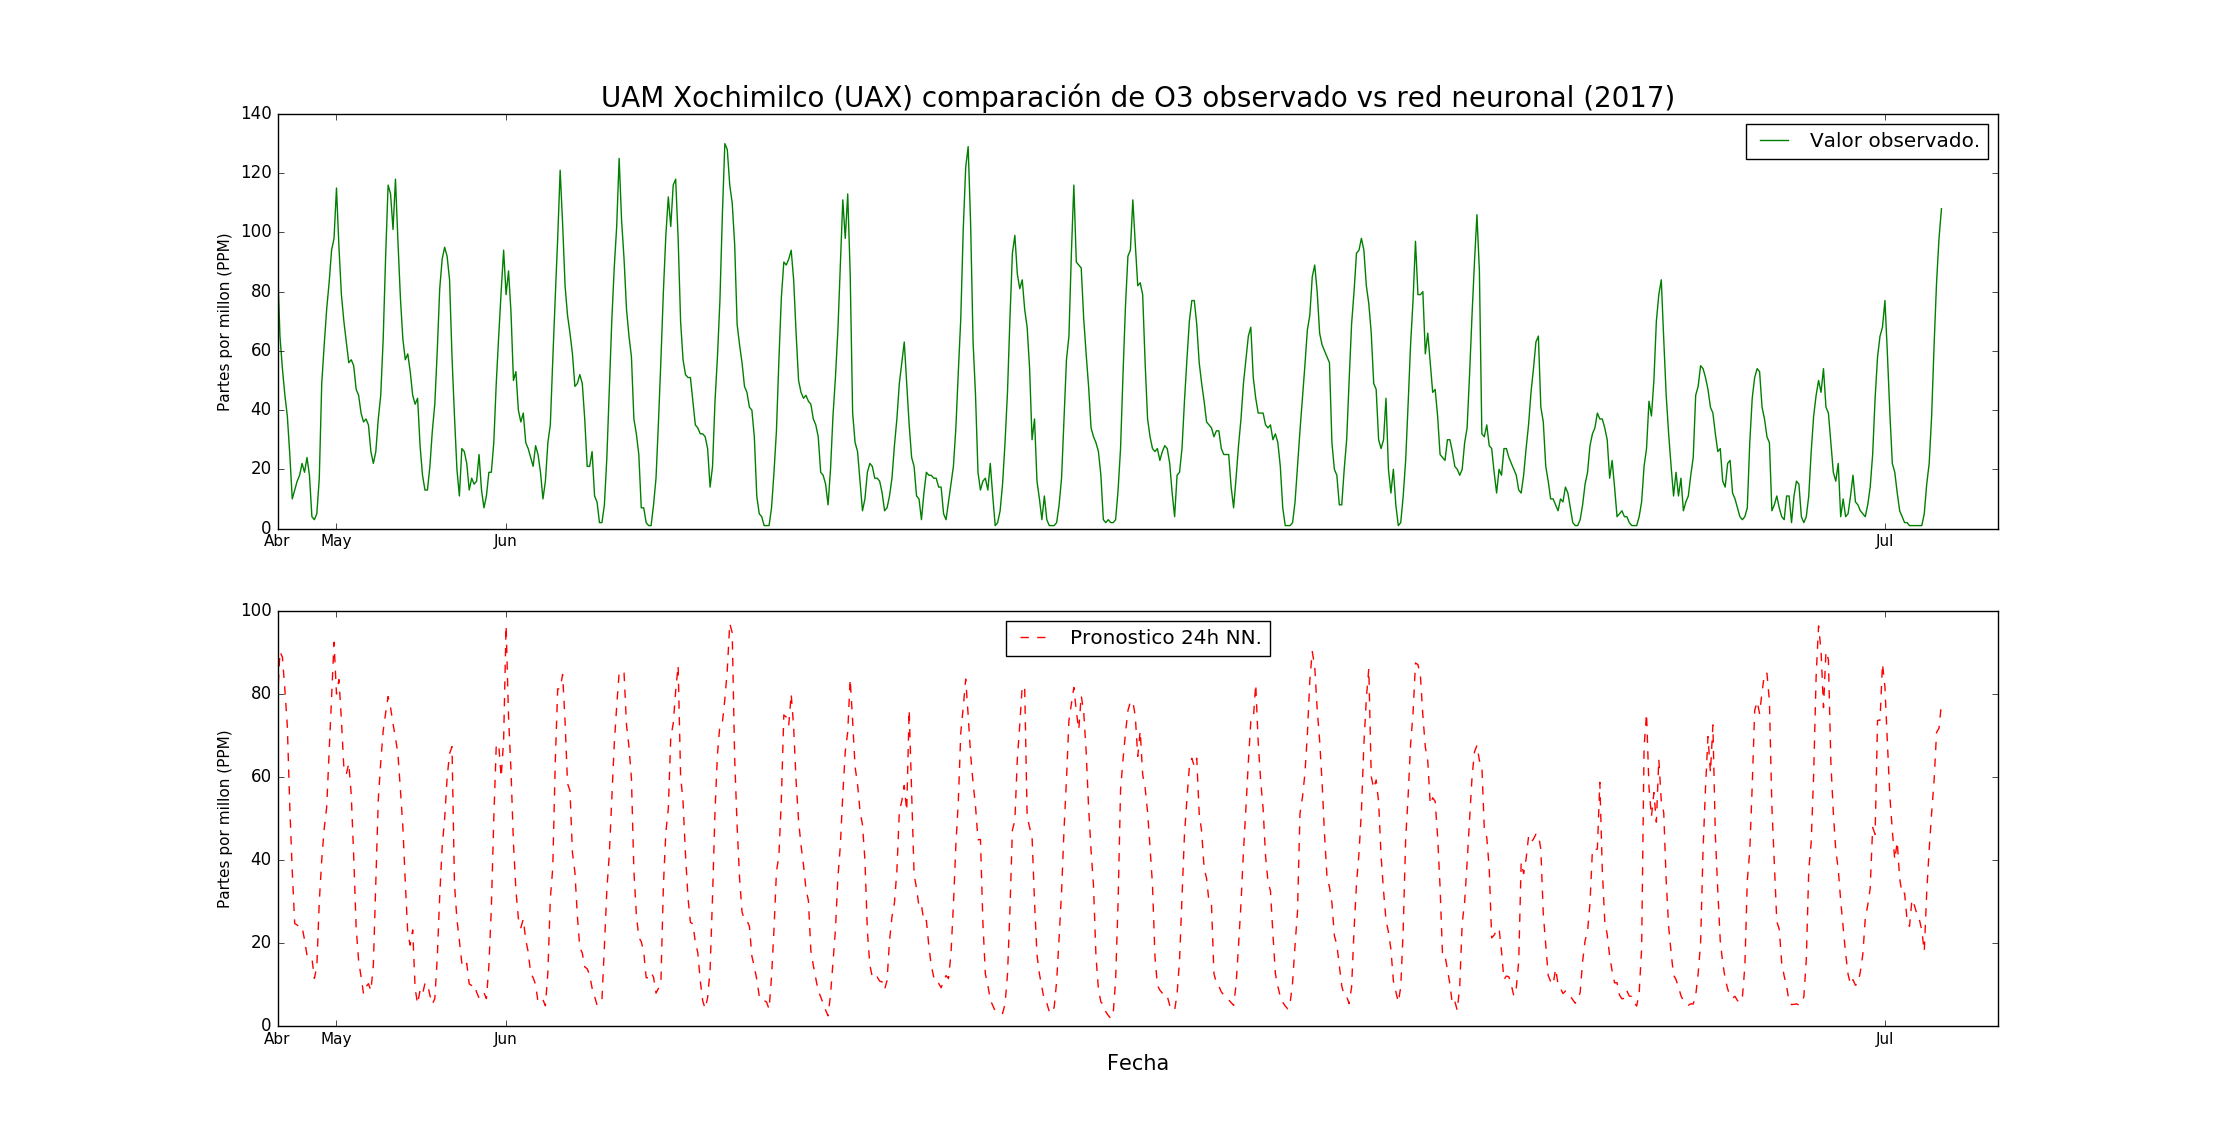 UAM Xochimilco (UAX) comparación de O3 observado vs red neuronal (2017)
140
120
100
80
60
40
20
0
Partes por millon (PPM)
Valor observado.
Abr May Jun Jul
100
80
60
40
20
0
Partes por millon (PPM)
Pronostico 24h NN.
Abr May Jun Jul
Fecha